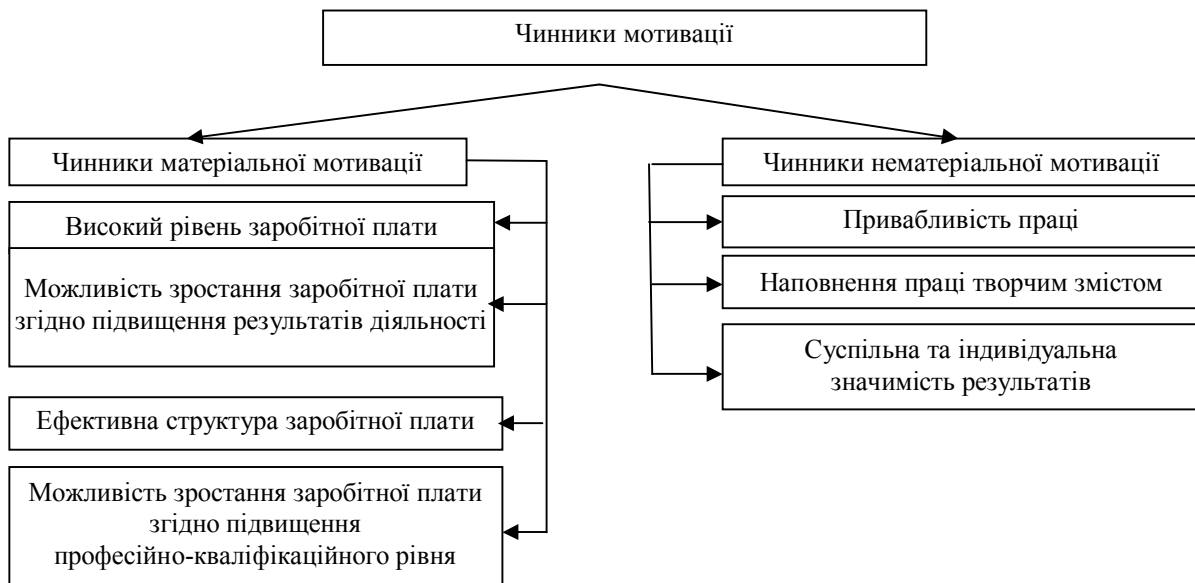 Чинники мотивації
Чинники матеріальної мотивації
Високий рівень заробітної плати
Можливість зростання заробітної плати
згідно підвищення результатів діяльності
Ефективна структура заробітної плати
Можливість зростання заробітної плати
згідно підвищення
професійно-кваліфікаційного рівня
Чинники нематеріальної мотивації
Привабливість праці
Наповнення праці творчим змістом
Суспільна та індивідуальна
значимість результатів